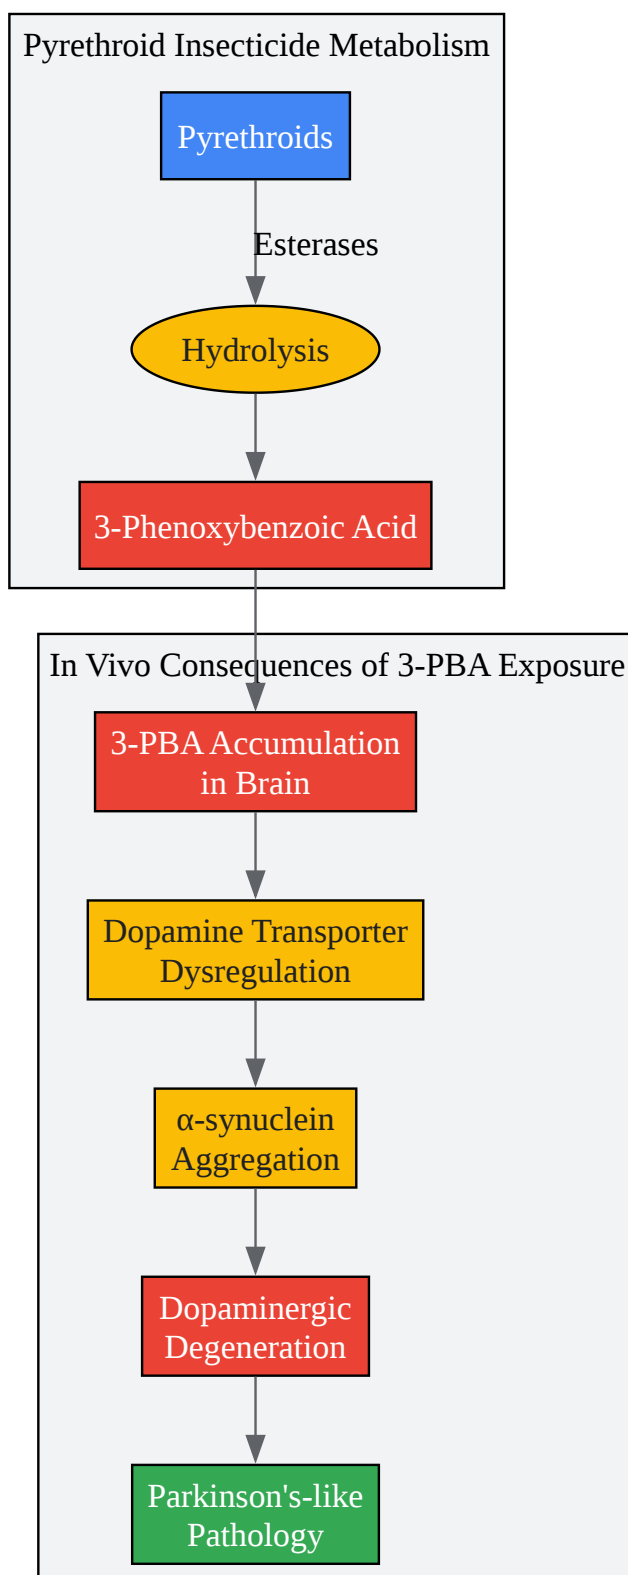 Pyrethroid Insecticide Metabolism
Pyrethroids
Esterases
Hydrolysis
3-Phenoxybenzoic Acid
In Vivo Consequences of 3-PBA Exposure
3-PBA Accumulation
in Brain
Dopamine Transporter
Dysregulation
α-synuclein
Aggregation
Dopaminergic
Degeneration
Parkinson's-like
Pathology